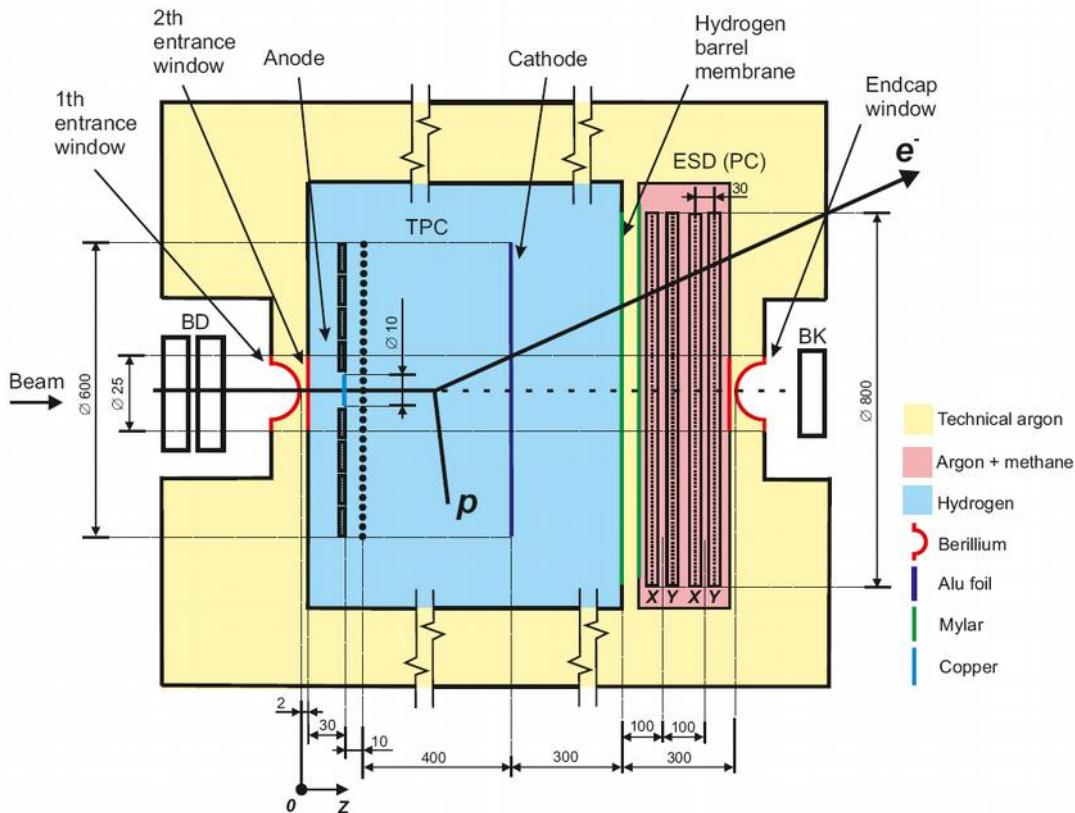 2th
entrance
window
Anode
Cathode
Hydrogen
barrel
membrane
Endcap
window
1th
entrance
window
ESD (PC)
e-
30
TPC
BD
BK
Ø 10
Beam
Ø 600
Ø 25
Ø 800
p
X Y X Y
Technical argon
Argon + methane
Hydrogen
Berillium
Alu foil
Mylar
Copper
2
30
10
400
300
100
100
300
0
Z